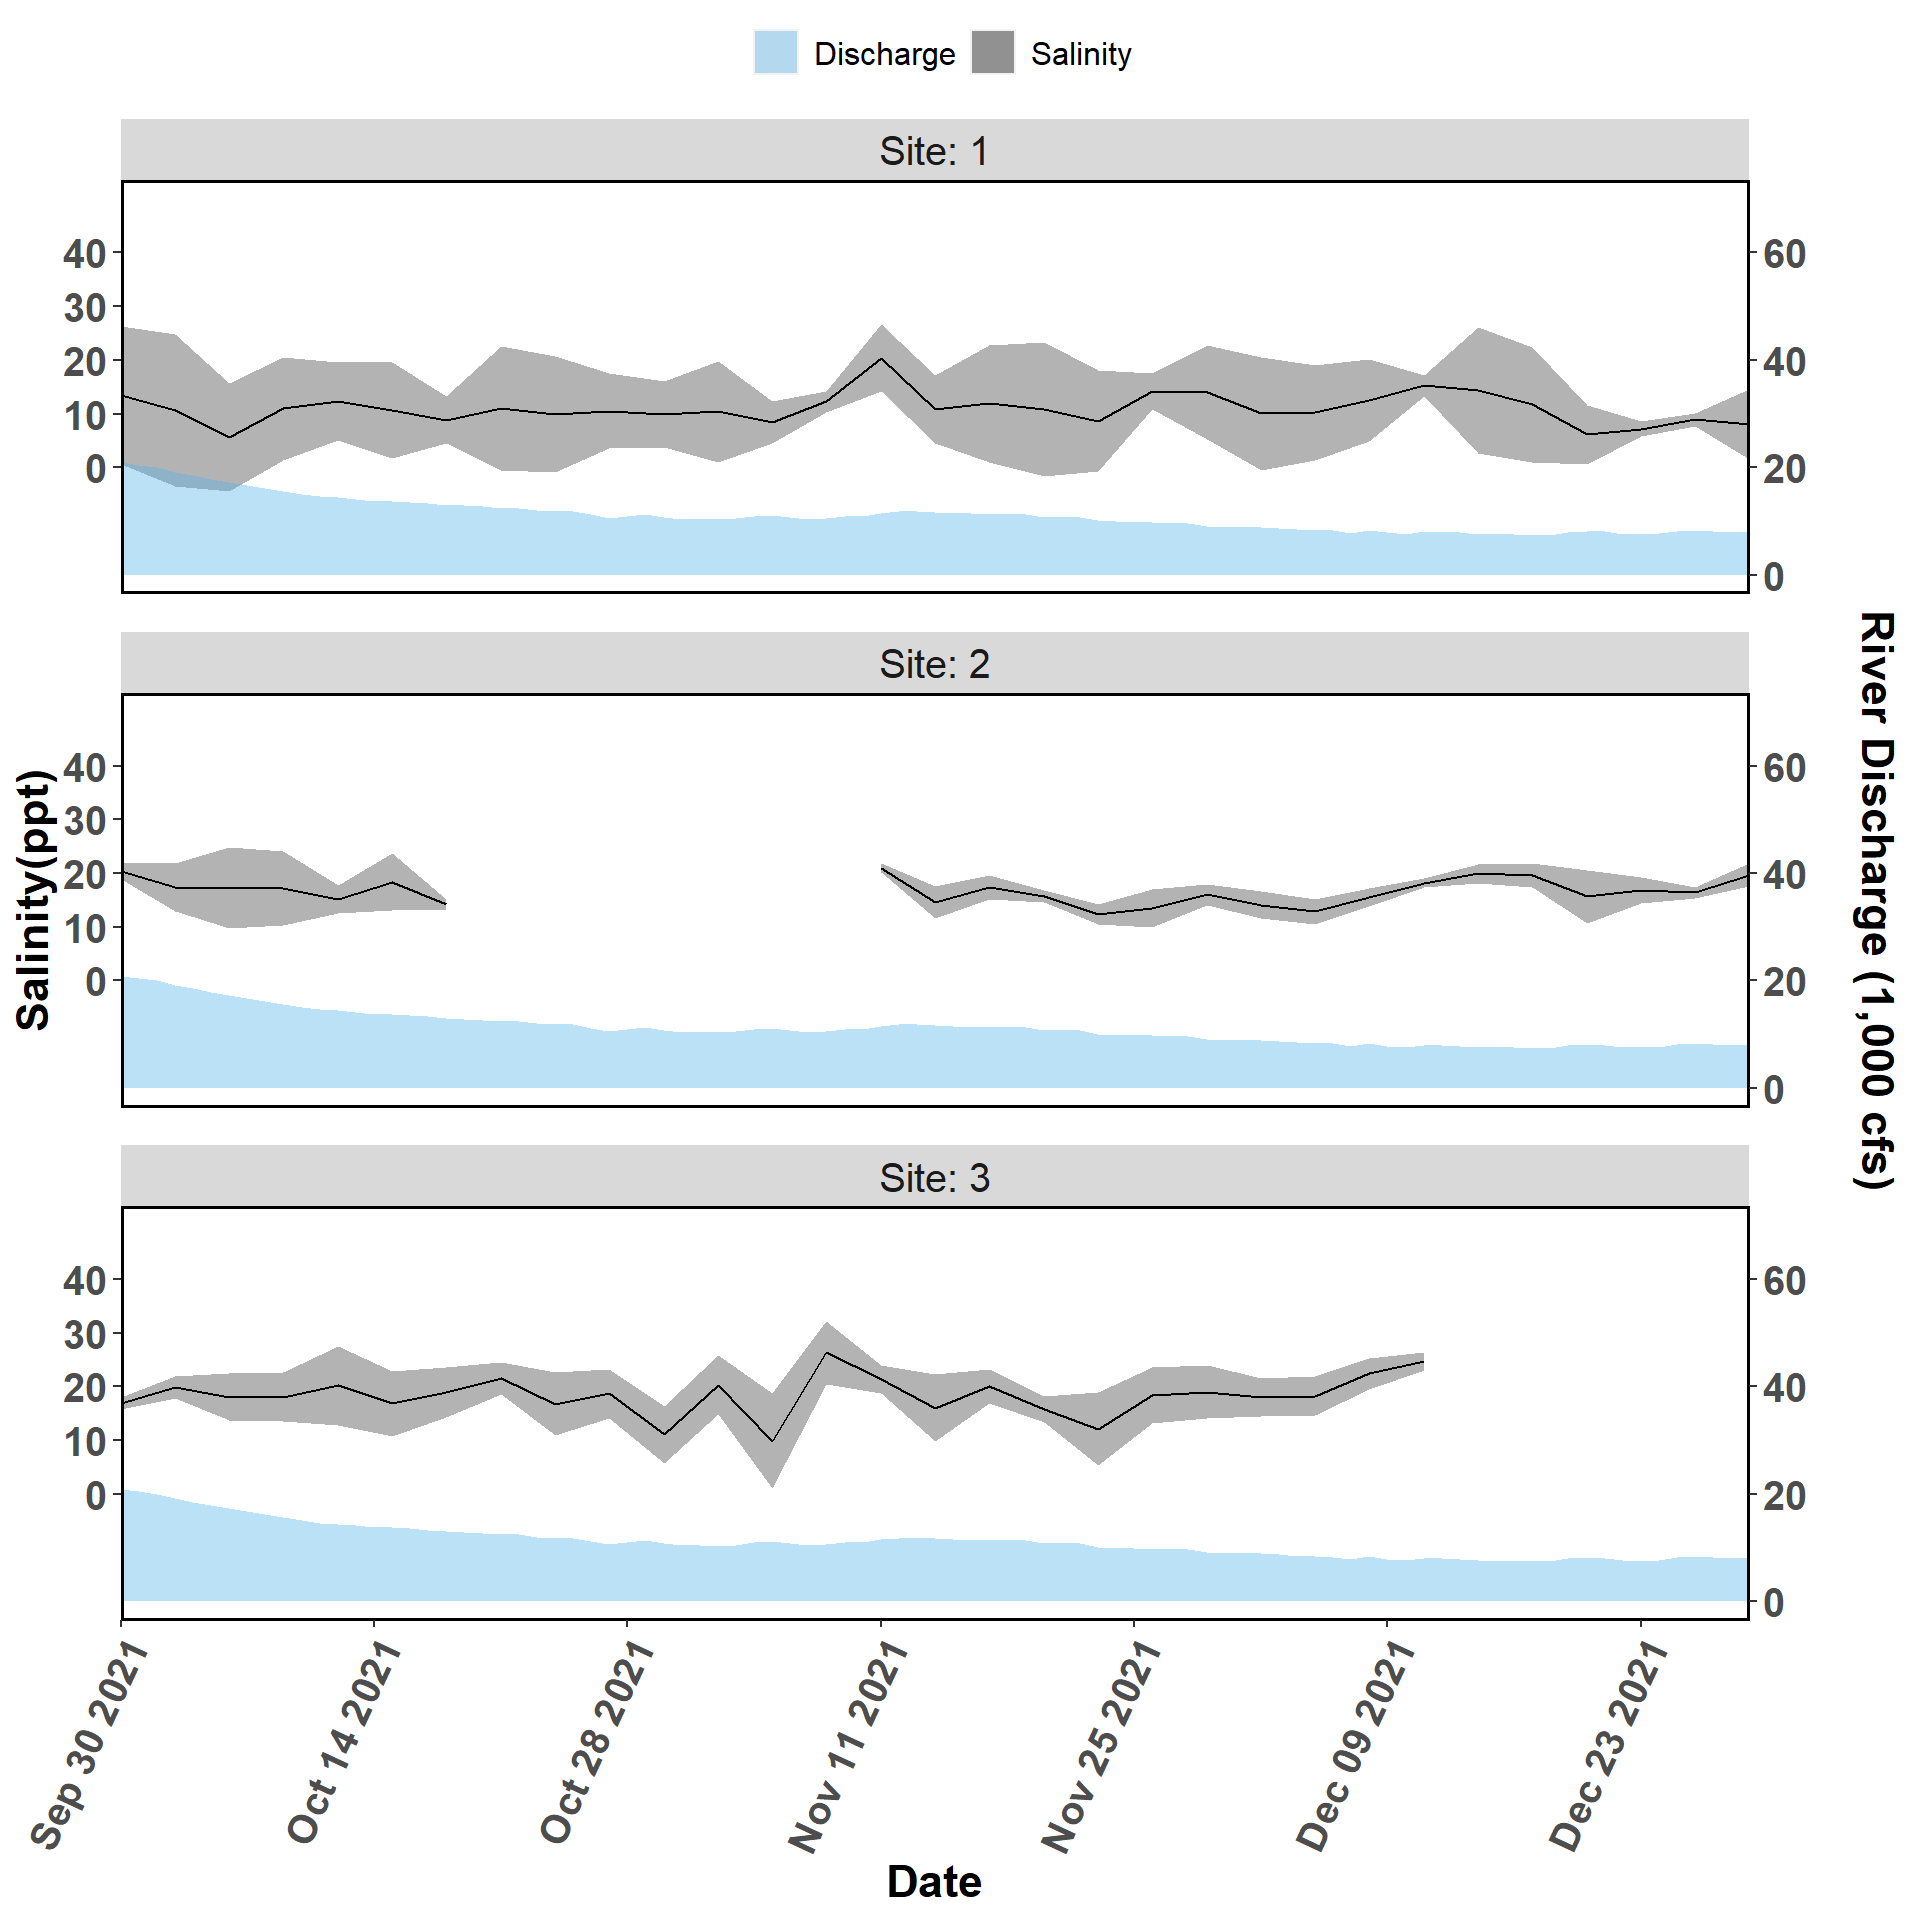 Discharge Salinity
Site: 1
40
30
20
10
0
60
40
20
0
Site: 2
40
30
20
10
0
60
40
20
0
Salinity(ppt)
River Discharge (1,000 cfs)
Site: 3
40
30
20
10
0
60
40
20
0
Sep 30 2021
Oct 14 2021
Oct 28 2021
Nov 11 2021
Nov 25 2021
Dec 09 2021
Dec 23 2021
Date